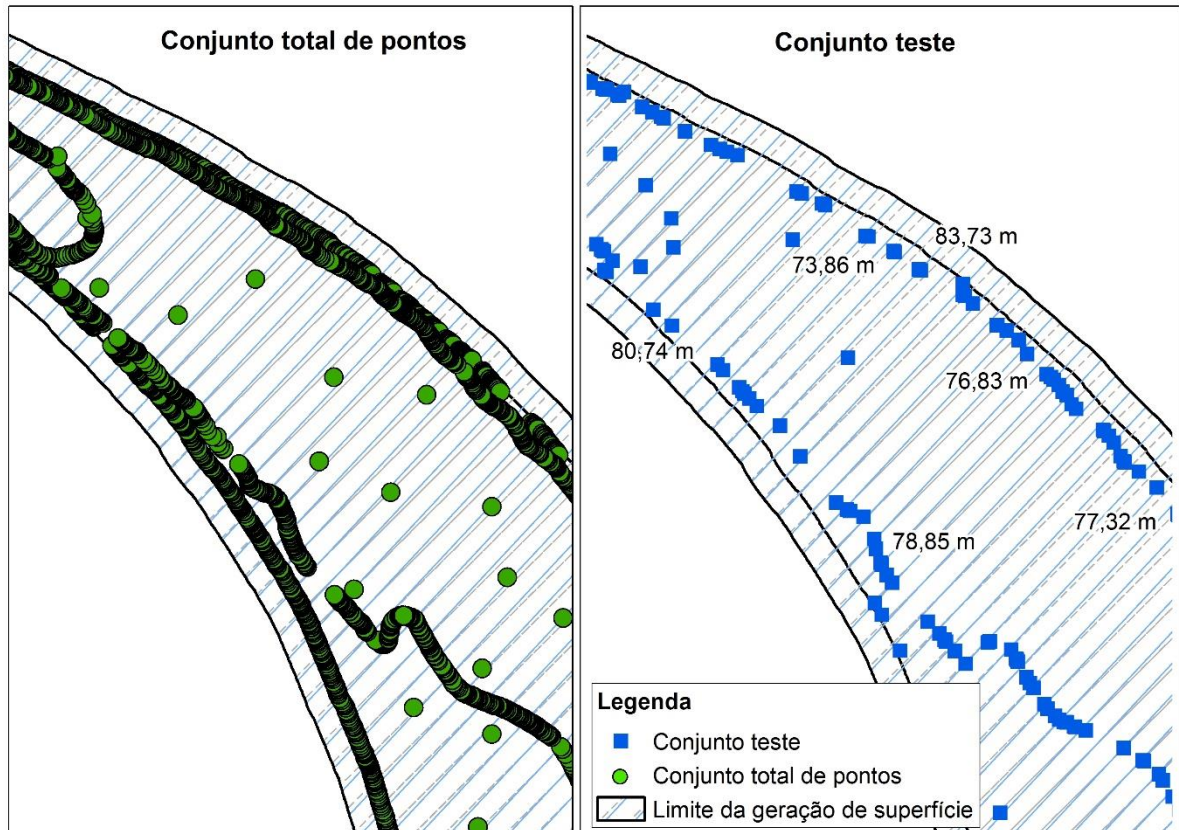 Conjunto total de pontos
Conjunto teste
83,73 m
73,86 m
80,74 m
76,83 m
77,32 m
78,85 m
Legenda
Conjunto teste
Conjunto total de pontos
Limite da geração de superfície